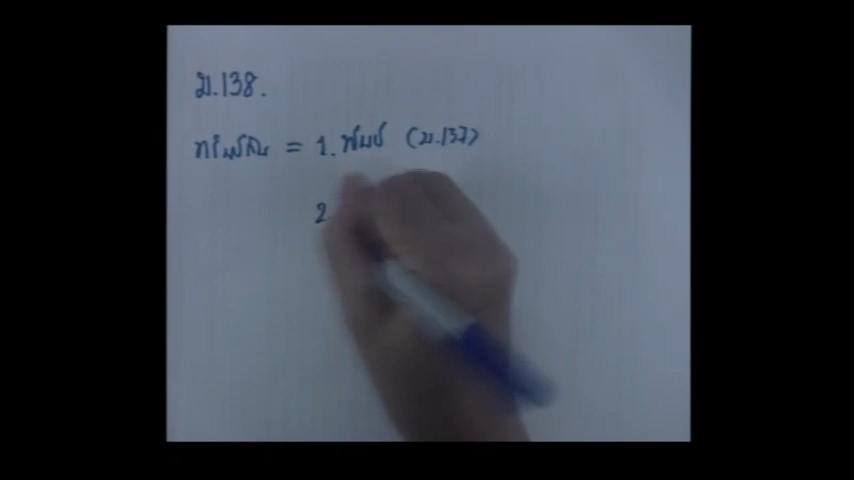 ม.138.
ทรัพย์สิน = 1. ทรัพย์ (ม.137)
2.